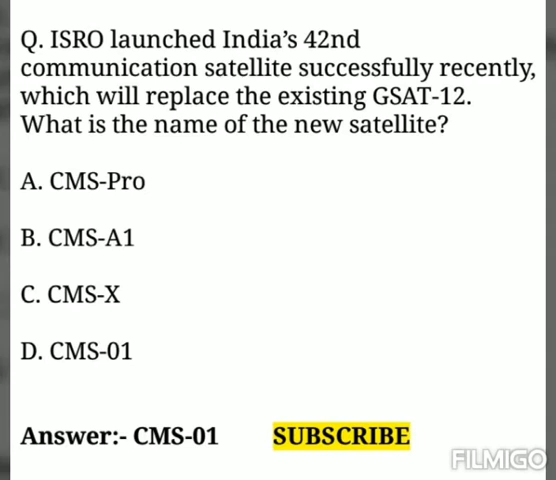 Q. ISRO launched India’s 42nd
communication satellite successfully recently,
which will replace the existing GSAT-12.
What is the name of the new satellite?
A. CMS-Pro
B. CMS-A1
C. CMS-X
D. CMS-01
Answer:- CMS-01 SUBSCRIBE
FILMIGO